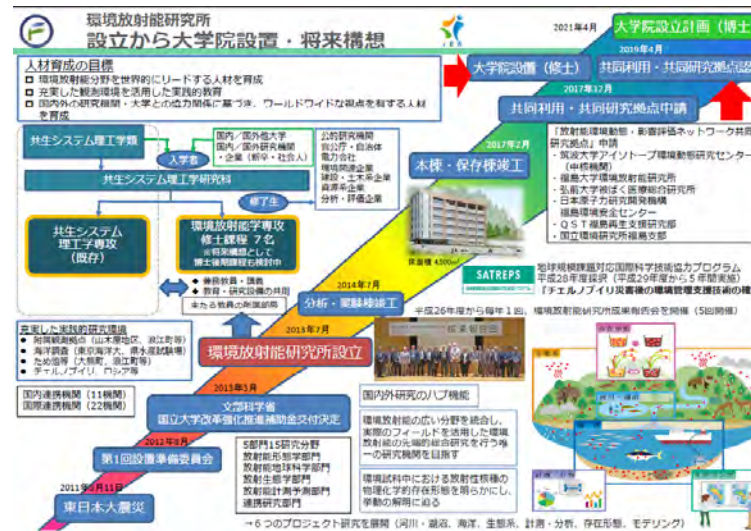 環境放射能研究所
設立から大学院設置・将来構想
人材育成の目標
環境放射能分野を世界的にリードする人材を育成
充実した観測環境を活用した実践的教育
国内外の研究機関・大学との協力関係に基づき、ワールドワイドな視点を有する人材
を育成
2021年4月
大学院設立計画(博士
2019年4月
大学院設置(修士)
共同利用・共同研究拠点認
2017年12月
共同利用・共同研究拠点申請
「放射能環境動態・影響評価ネットワーク共同
研究拠点」申請
・筑波大学アイソトープ環境動態研究センター
(中核機関)
・福島大学環境放射能研究所
・弘前大学被ばく医療総合研究所
・日本原子力研究開発機構
福島環境安全センター
・QST福島再生支援研究部
・国立環境研究所福島支部
共生システム理工学類
国内/国外他大学
国内/国外研究機関
・企業(新卒・社会人)
入学者
公的研究機関
官公庁・自治体
電力会社
環境関連企業
建設・土木系企業
資源系企業
分析・評価企業
共生システム理工学研究科
修了生
共生システム
理工学専攻
(既存)
環境放射能学専攻
修士課程 7名
※将来構想として
博士後期課程も検討中
兼務教員・講義
教育・研究設備の共用
主たる教員の所属部局
2017年2月
本棟・保存棟竣工
床面積 4,500㎡
SATREPS
地球規模課題対応国際科学技術協力プログラム
平成28年度採択(平成29年度から5年間実施)
『チェルノブイリ災害後の環境管理支援技術の確
2014年7月
分析・実験棟竣工
平成26年度から毎年1回、環境放射能研究所成果報告会を開催(5回開催)
充実した実践的研究環境
附属観測拠点(山木屋地区、浪江町等)
海洋調査(東京海洋大、県水産試験場)
ため池等(大熊町、浪江町等)
チェルノブイリ、ロシア等
2013年7月
環境放射能研究所設立
国内連携機関(11機関)
国際連携機関(22機関)
2013年3月
文部科学省
国立大学改革強化推進補助金交付決定
国内外研究のハブ機能
環境放射能の広い分野を統合し、
実際のフィールドを活用した環境
放射能の先端的総合研究を行う唯
一の研究機関を目指す
環境試料中における放射性核種の
物理化学的存在形態を明らかにし、
挙動の解明に迫る
2012年8月
第1回設置準備委員会
5部門15研究分野
放射能形態学部門
放射能地球科学部門
放射生態学部門
放射能計測予測部門
連携研究部門
2011年3月11日
東日本大震災
→6つのプロジェクト研究を展開(河川・湖沼、海洋、生態系、計測・分析、存在形態、モデリング)